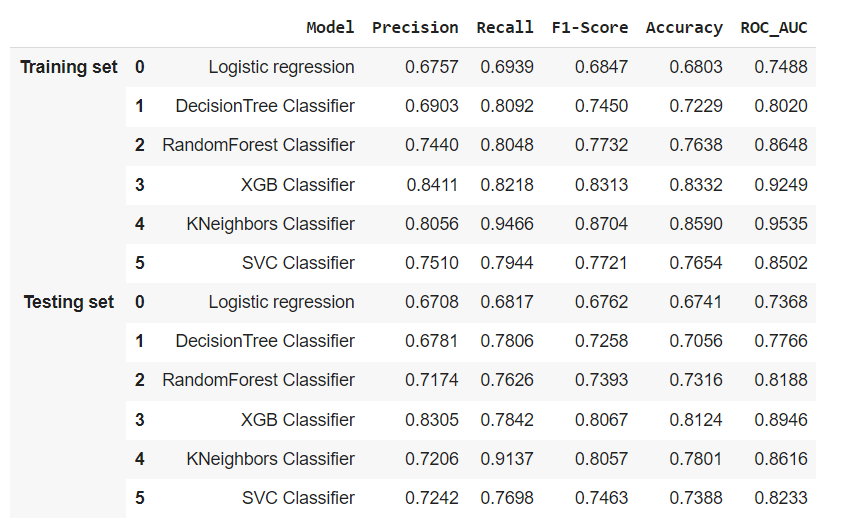 Model Precision Recall F1-Score Accuracy ROC_AUC
Training set 0 Logistic regression 0.6757 0.6939 0.6847 0.6803 0.7488
1 DecisionTree Classifier 0.6903 0.8092 0.7450 0.7229 0.8020
2 RandomForest Classifier 0.7440 0.8048 0.7732 0.7638 0.8648
3 XGB Classifier 0.8411 0.8218 0.8313 0.8332 0.9249
4 KNeighbors Classifier 0.8056 0.9466 0.8704 0.8590 0.9535
5 SVC Classifier 0.7510 0.7944 0.7721 0.7654 0.8502
Testing set 0 Logistic regression 0.6708 0.6817 0.6762 0.6741 0.7368
1 DecisionTree Classifier 0.6781 0.7806 0.7258 0.7056 0.7766
2 RandomForest Classifier 0.7174 0.7626 0.7393 0.7316 0.8188
3 XGB Classifier 0.8305 0.7842 0.8067 0.8124 0.8946
4 KNeighbors Classifier 0.7206 0.9137 0.8057 0.7801 0.8616
5 SVC Classifier 0.7242 0.7698 0.7463 0.7388 0.8233